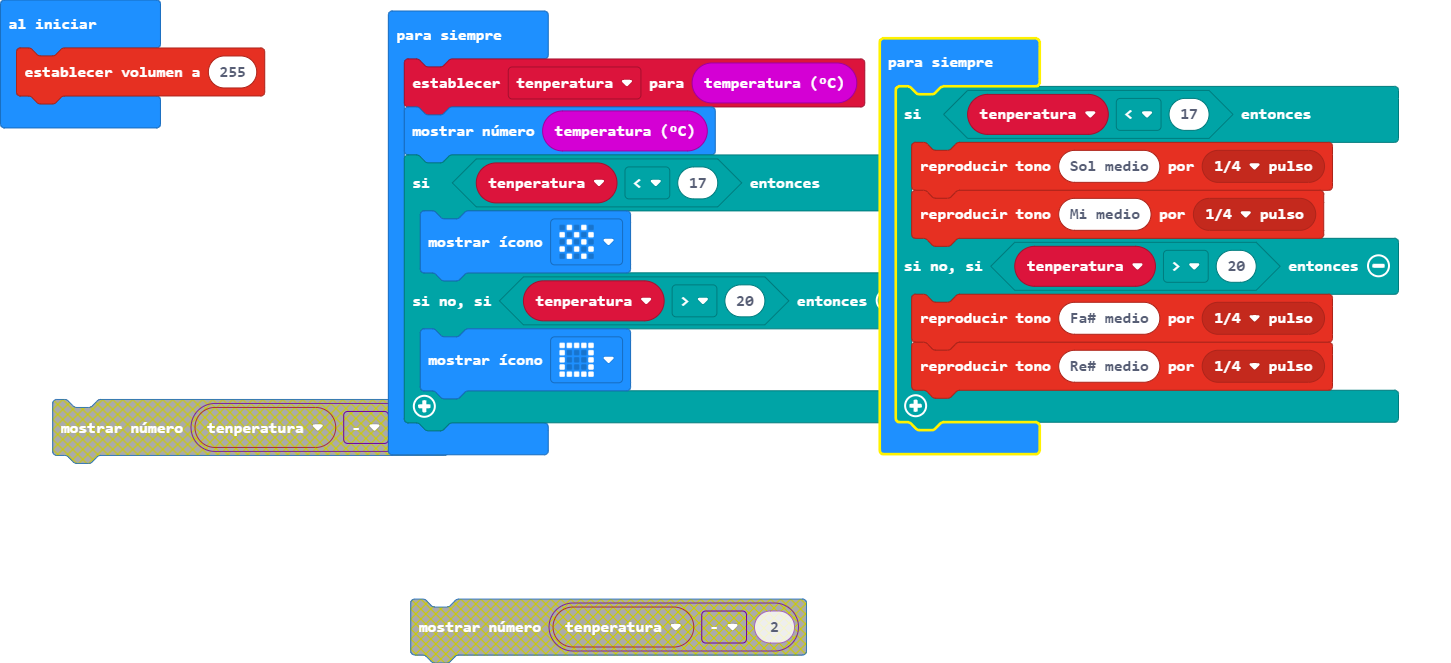 al iniciar
establecer volumen a 255
para siempre
establecer tenperatura para temperatura (ºC)
mostrar número temperatura (ºC)
si tenperatura < 17 entonces
mostrar ícono
si no, si tenperatura > 20 entonces
mostrar ícono
para siempre
si tenperatura < 17 entonces
reproducir tono Sol medio por 1/4 pulso
reproducir tono Mi medio por 1/4 pulso
si no, si tenperatura > 20 entonces
reproducir tono Fa# medio por 1/4 pulso
reproducir tono Re# medio por 1/4 pulso
mostrar número tenperatura -
mostrar número tenperatura - 2